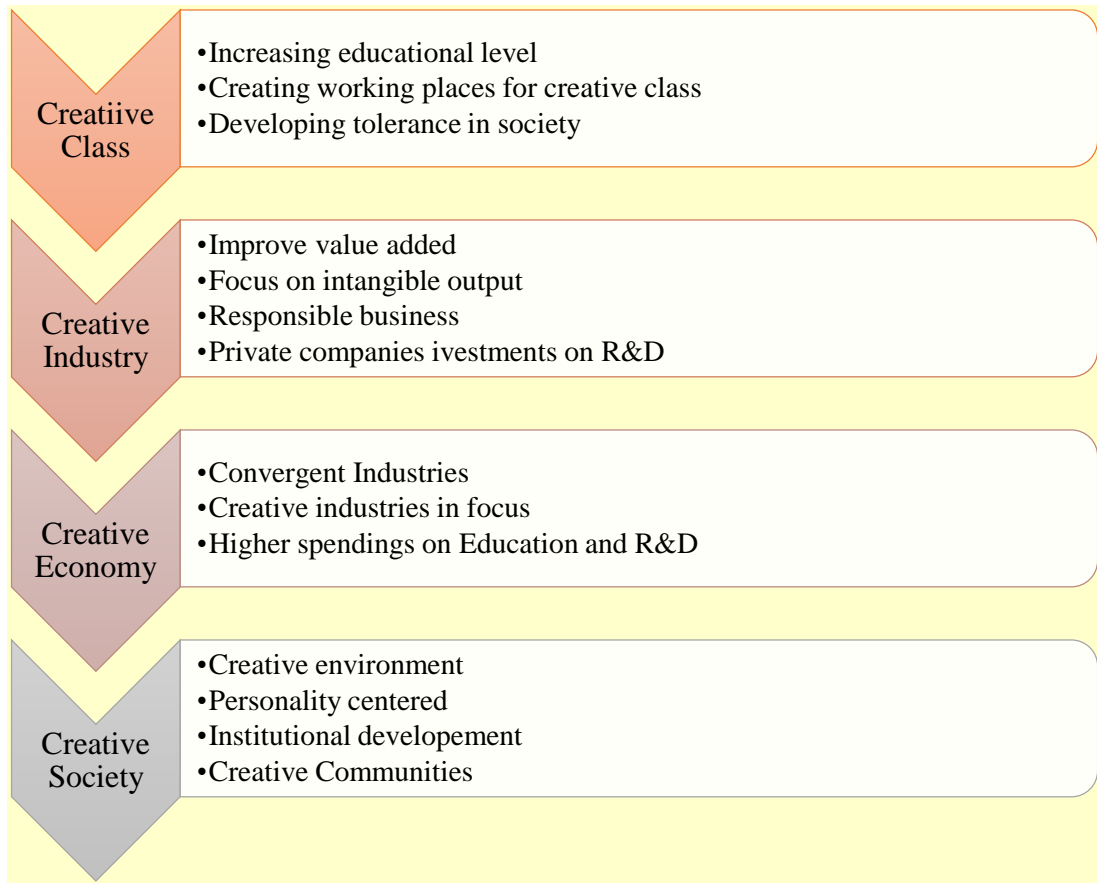 Creatiive
Class
•Increasing educational level
•Creating working places for creative class
•Developing tolerance in society
Creative
Industry
•Improve value added
•Focus on intangible output
•Responsible business
•Private companies ivestments on R&D
Creative
Economy
•Convergent Industries
•Creative industries in focus
•Higher spendings on Education and R&D
Creative
Society
•Creative environment
•Personality centered
•Institutional developement
•Creative Communities